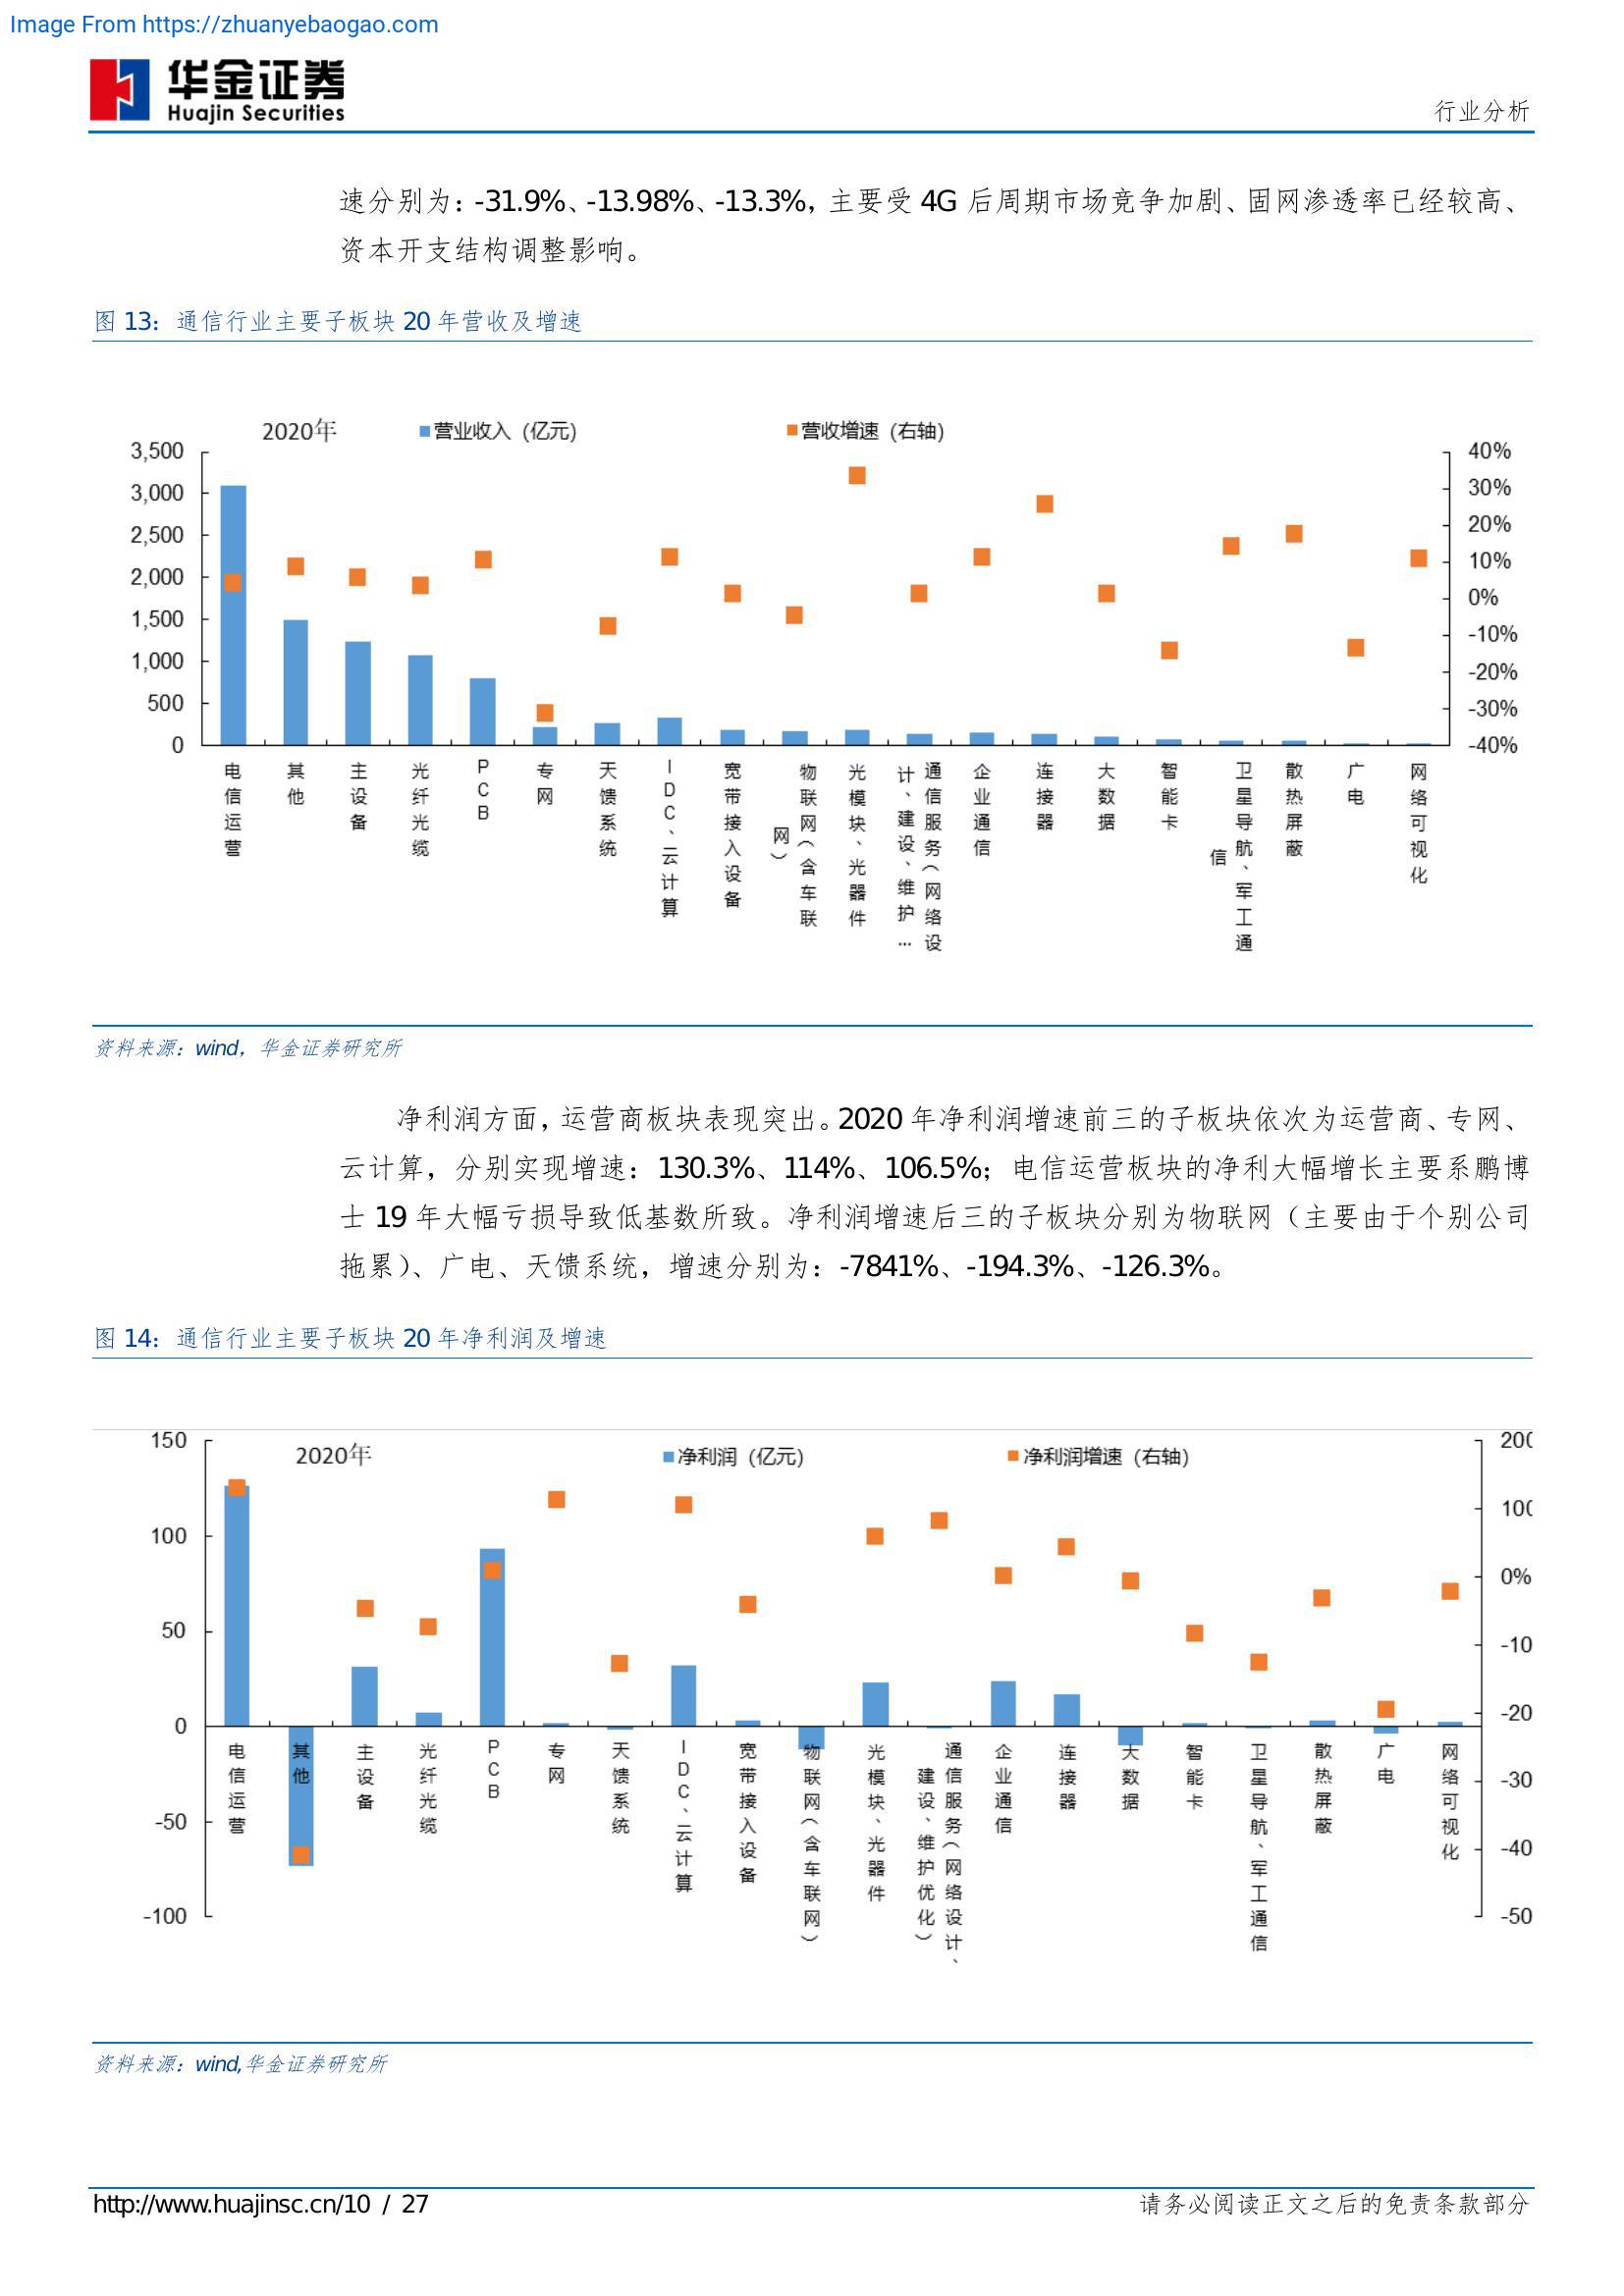 Image From https://zhuanyebaogao.com
华金证券
Huajin Securities
行业分析
速分别为：-31.9%、-13.98%、-13.3%，主要受 4G 后周期市场竞争加剧、固网渗透率已经较高、
资本开支结构调整影响。
图 13：通信行业主要子板块 20 年营收及增速
2020年 营业收入（亿元） 营收增速（右轴）
3,500 40%
3,000 30%
2,500 20%
2,000 10%
1,500 0%
1,000 -10%
500 -20%
0 -30%
-40%
电信运营
其他
主设备
光纤光缆
PCB
专网
天馈系统
IDC、云计算
宽带接入设备
物联网（含车联网）
光模块、光器件
通信服务（网络设计、建设、维护…
企业通信
连接器
大数据
智能卡
卫星导航、军工通信
散热屏蔽
广电
网络可视化
资料来源：wind，华金证券研究所
净利润方面，运营商板块表现突出。2020 年净利润增速前三的子板块依次为运营商、专网、
云计算，分别实现增速：130.3%、114%、106.5%；电信运营板块的净利大幅增长主要系鹏博
士 19 年大幅亏损导致低基数所致。净利润增速后三的子板块分别为物联网（主要由于个别公司
拖累）、广电、天馈系统，增速分别为：-7841%、-194.3%、-126.3%。
图 14：通信行业主要子板块 20 年净利润及增速
2020年 净利润（亿元） 净利润增速（右轴）
150 200
100 100
50 0%
0 -10
-50 -20
-100 -30
-40
-50
电信运营
其他
主设备
光纤光缆
PCB
专网
天馈系统
IDC、云计算
宽带接入设备
物联网（含车联网）
光模块、光器件
通信服务（网络设计、建设、维护优化）
企业通信
连接器
大数据
智能卡
卫星导航、军工通信
散热屏蔽
广电
网络可视化
资料来源：wind,华金证券研究所
http://www.huajinsc.cn/10 / 27
请务必阅读正文之后的免责条款部分